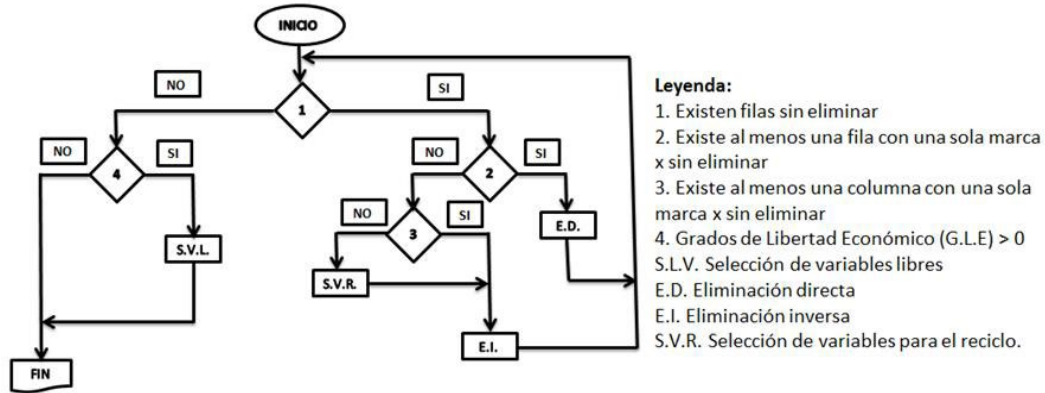 INICIO
NO
SI
1
NO
SI
NO
SI
4
2
NO
SI
E.D.
3
S.V.L.
S.V.R.
E.I.
FIN
Leyenda:
1. Existen filas sin eliminar
2. Existe al menos una fila con una sola marca
x sin eliminar
3. Existe al menos una columna con una sola
marca x sin eliminar
4. Grados de Libertad Económico (G.L.E) > 0
S.L.V. Selección de variables libres
E.D. Eliminación directa
E.I. Eliminación inversa
S.V.R. Selección de variables para el reciclo.